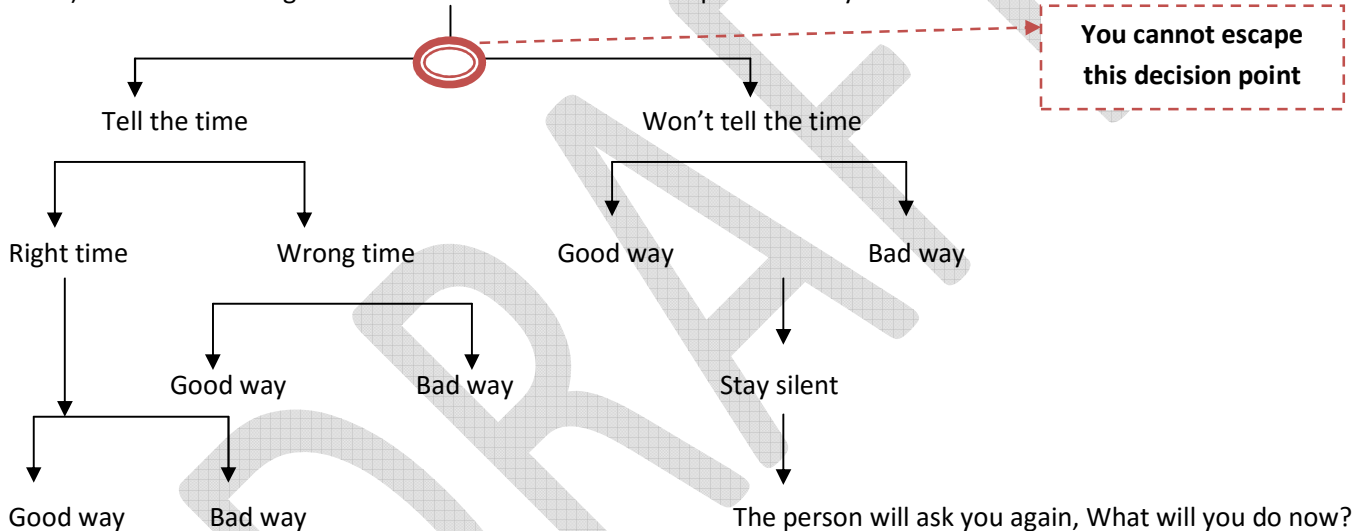 You cannot escape
this decision point
Tell the time
Won't tell the time
Right time
Wrong time
Good way
Bad way
Good way
Bad way
Stay silent
Good way
Bad way
The person will ask you again, What will you do now?
DRAFT